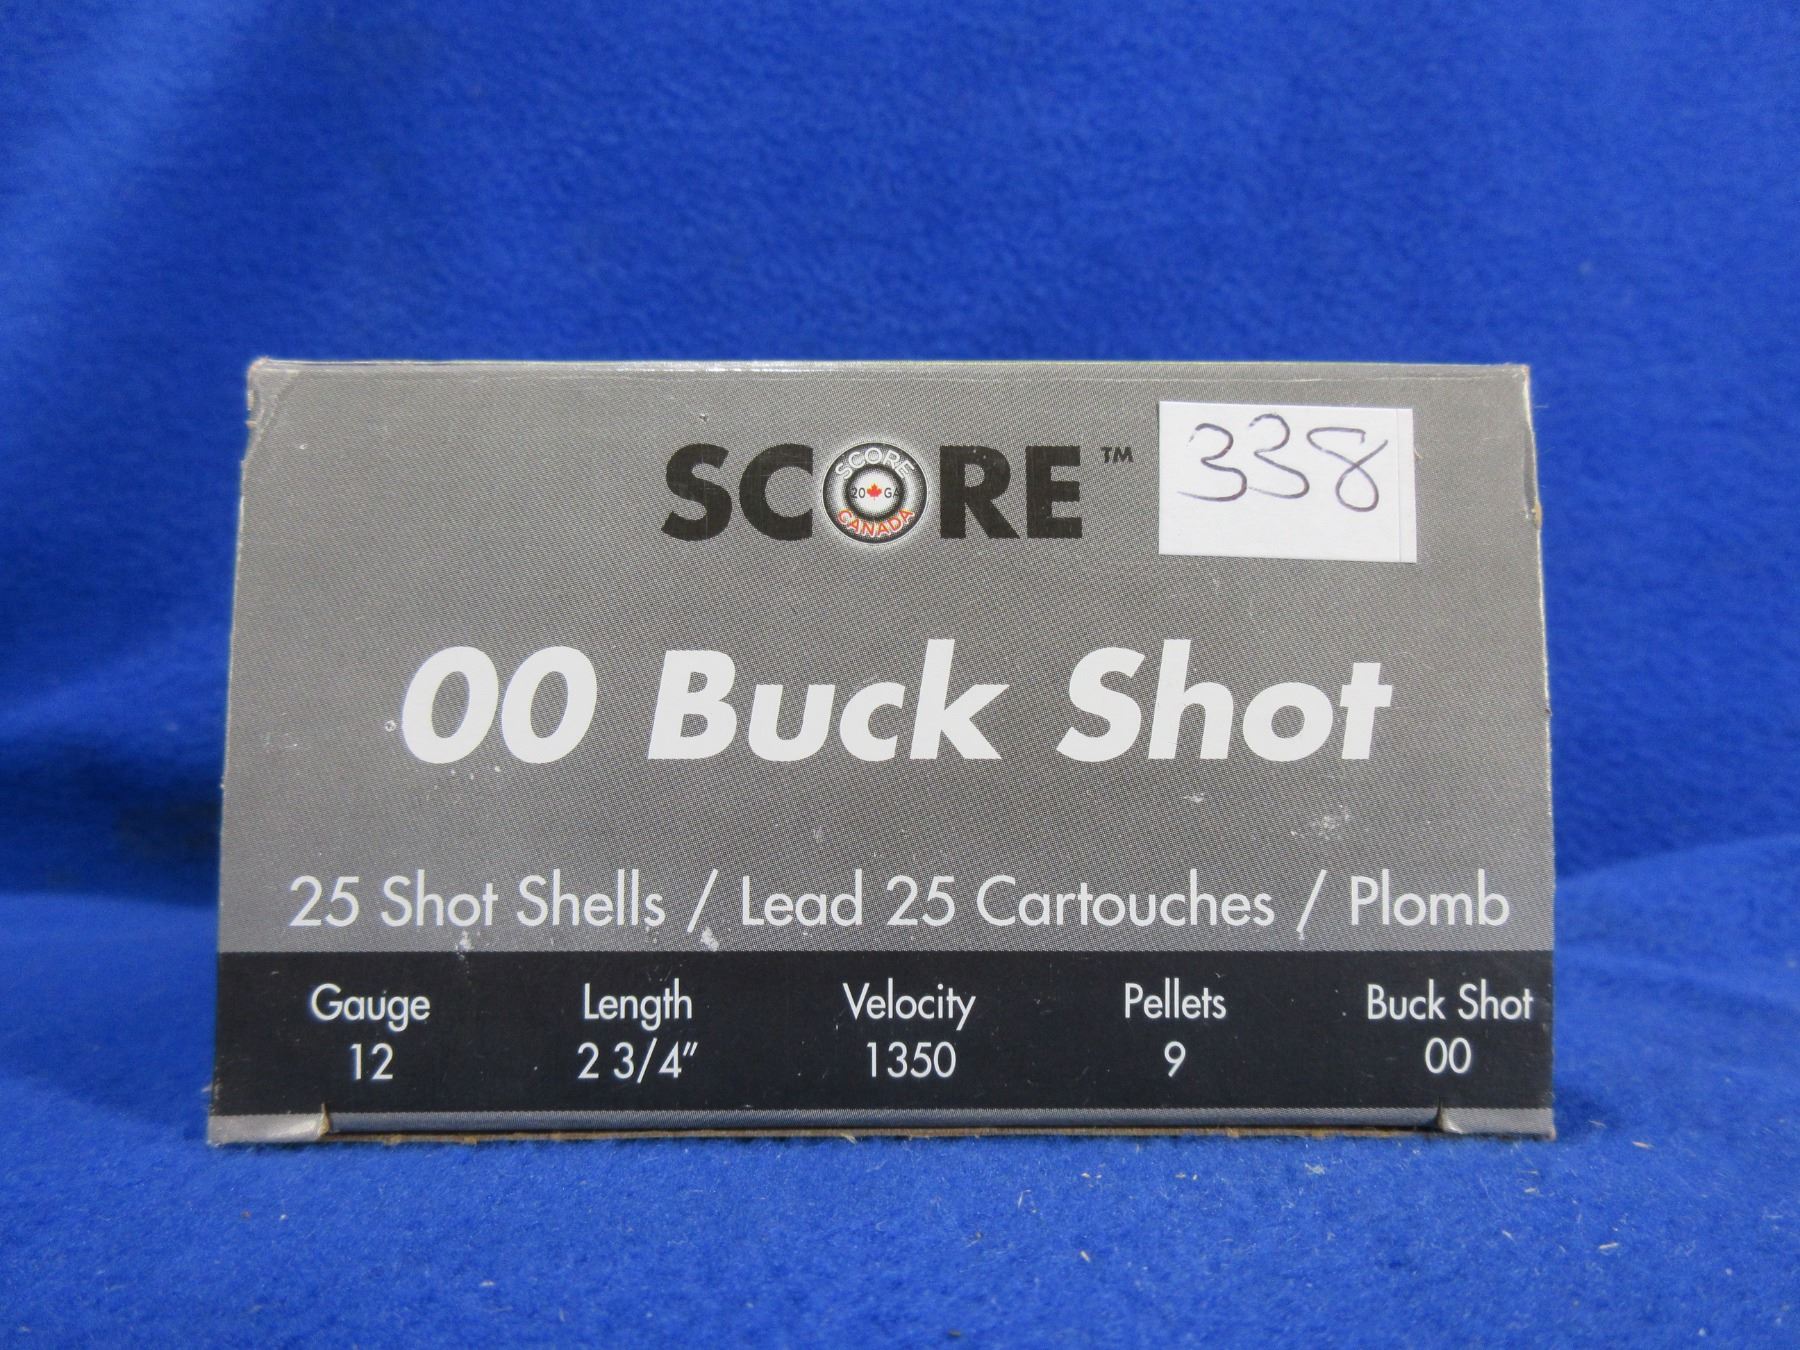 SCORE™
SCORE
20 GA
CANADA
338
00 Buck Shot
25 Shot Shells / Lead 25 Cartouches / Plomb
Gauge Length Velocity Pellets Buck Shot
12 2 3/4" 1350 9 00